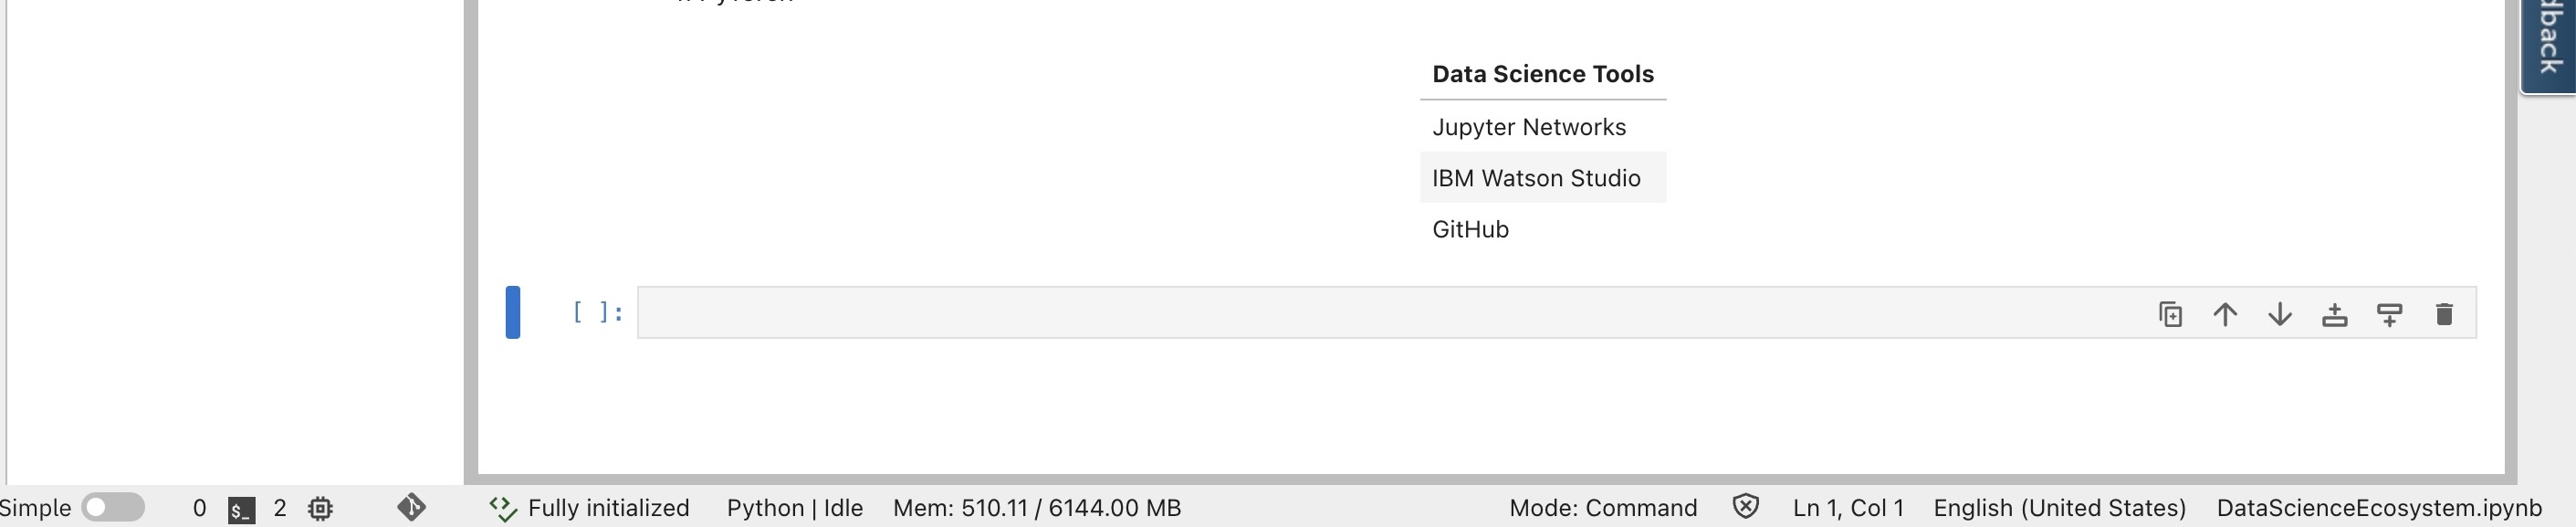 Data Science Tools
Jupyter Networks
IBM Watson Studio
GitHub
[ ]:
Simple 0 $_ 2 Fully initialized Python | Idle Mem: 510.11 / 6144.00 MB Mode: Command Ln 1, Col 1 English (United States) DataScienceEcosystem.ipynb
dback